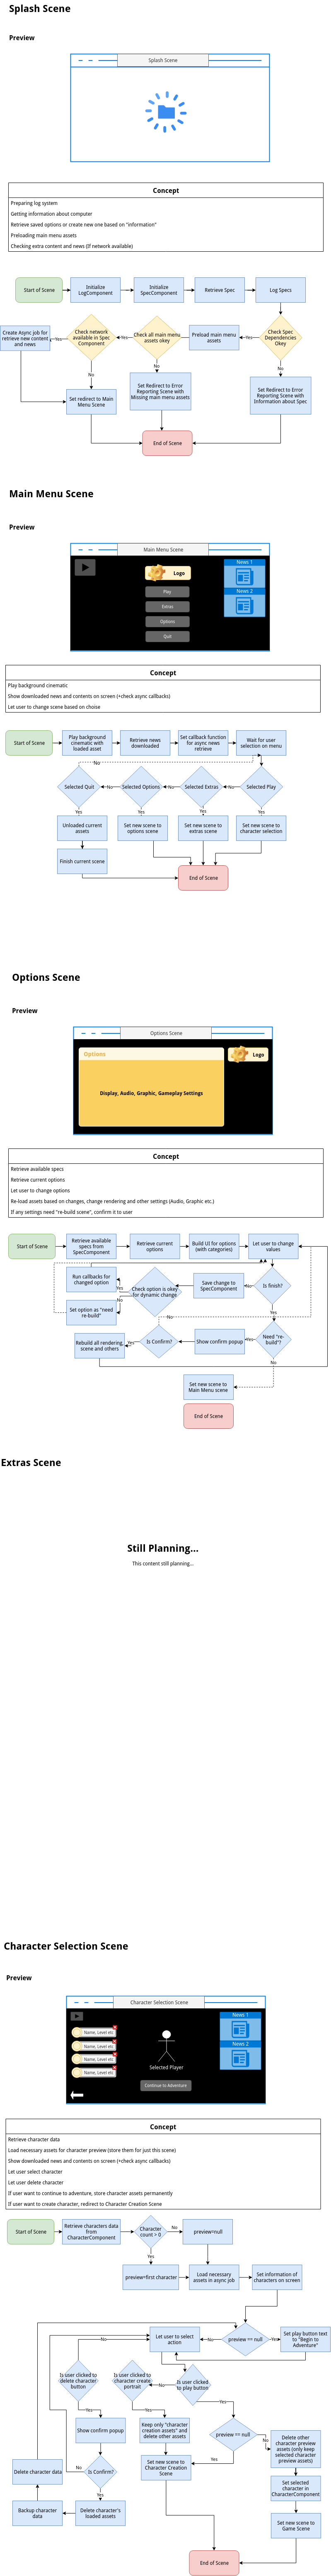 Splash Scene
Preview
Splash Scene
Concept
Preparing log system
Getting information about computer
Retrieve saved options or create new one based on "information"
Preloading main menu assets
Checking extra content and news (If network available)
Start of Scene
Initialize
LogComponent
Initialize
SpecComponent
Retrieve Spec
Log Specs
Create Async job for
retrieve new content
and news
Yes
Check network
available in Spec
Component
Yes
Check all main menu
assets okey
Preload main menu
assets
Yes
Check Spec
Dependencies
Okey
No
No
No
Set redirect to Main
Menu Scene
Set Redirect to Error
Reporting Scene with
Missing main menu assets
Set Redirect to Error
Reporting Scene with
Information about Spec
End of Scene
Main Menu Scene
Preview
Main Menu Scene
Logo
Play
Extras
Options
Quit
News 1
News 2
Concept
Play background cinematic
Show downloaded news and contents on screen (+check async callbacks)
Let user to change scene based on choise
Start of Scene
Play background
cinematic with
loaded asset
Retrieve news
downloaded
Set callback function
for async news
retrieve
Wait for user
selection on menu
No
Selected Quit
No
Selected Options
No
Selected Extras
No
Selected Play
Yes
Yes
Yes
Yes
Unloaded current
assets
Set new scene to
options scene
Set new scene to
extras scene
Set new scene to
character selection
Finish current scene
End of Scene
Options Scene
Preview
Options Scene
Options
Logo
Display, Audio, Graphic, Gameplay Settings
Concept
Retrieve available specs
Retrieve current options
Let user to change options
Re-load assets based on changes, change rendering and other settings (Audio, Graphic etc.)
If any settings need "re-build scene", confirm it to user
Start of Scene
Retrieve available
specs from
SpecComponent
Retrieve current
options
Build UI for options
(with categories)
Let user to change
values
Run callbacks for
changed option
Yes
Check option is okey
for dynamic change
Save change to
SpecComponent
No
Is finish?
No
Set option as "need
re-build"
Yes
No
Rebuild all rendering,
scene and others
Yes
Is Confirm?
Show confirm popup
Yes
Need "re-
build"?
No
Set new scene to
Main Menu scene
End of Scene
Extras Scene
Still Planning...
This content still planning...
Character Selection Scene
Preview
Character Selection Scene
Name, Level etc
Name, Level etc
Name, Level etc
Name, Level etc
Selected Player
Continue to Adventure
News 1
News 2
Concept
Retrieve character data
Load necessary assets for character preview (store them for just this scene)
Show downloaded news and contents on screen (+check async callbacks)
Let user select character
Let user delete character
If user want to continue to adventure, store character assets permanently
If user want to create character, redirect to Character Creation Scene
Start of Scene
Retrieve characters data
from
CharacterComponent
Character
count > 0
No
preview=null
Yes
preview=first character
Load necessary
assets in async job
Set information of
characters on screen
Let user to select
action
No
preview == null
Yes
Set play button text
to "Begin to
Adventure"
No
Is user clicked to
delete character
button
Is user clicked to
character create
portrait
No
Is user clicked
to play button
Yes
Yes
Yes
Show confirm popup
Keep only "character
creation assets" and
delete other assets
preview == null
No
Delete other
character preview
assets (only keep
selected character
preview assets)
Yes
Delete character data
No
Is Confirm?
Set new scene to
Character Creation
Scene
Set selected
character in
CharacterComponent
Yes
Backup character
data
Delete character's
loaded assets
Set new scene to
Game Scene
End of Scene